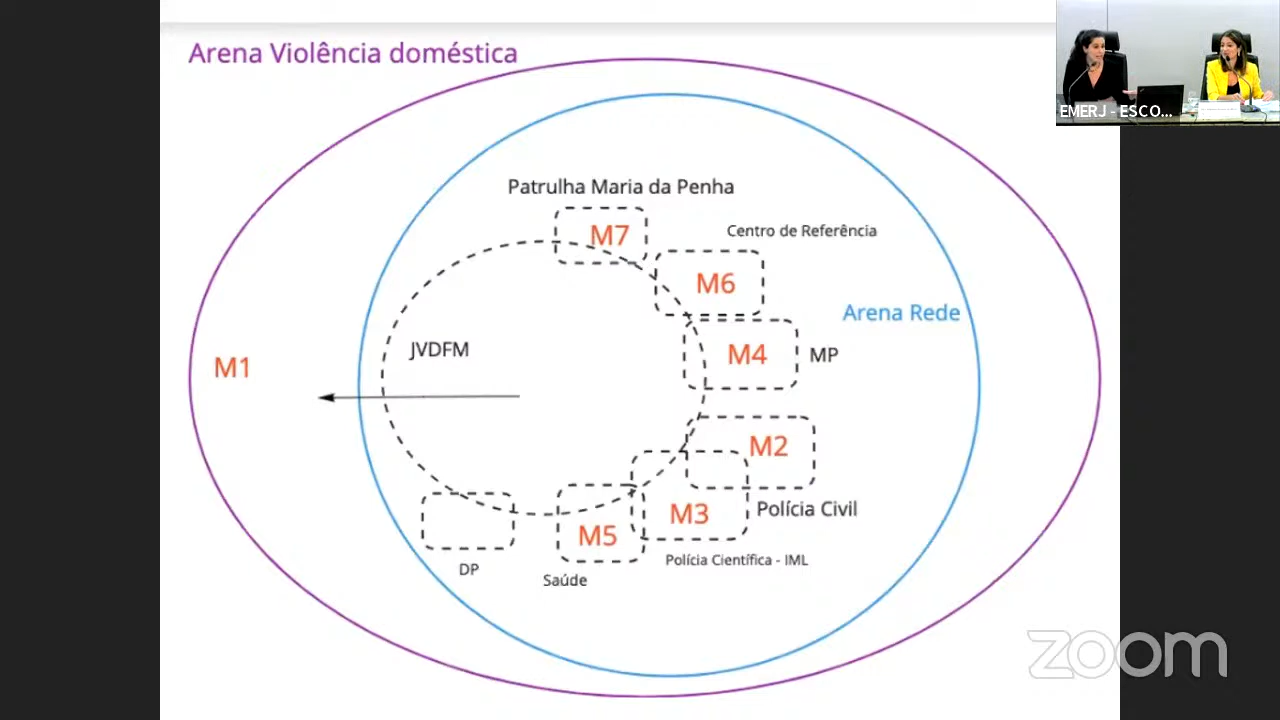 Arena Violência doméstica
EMERJ - ESCO...
Patrulha Maria da Penha
M7
Centro de Referência
M6
Arena Rede
JVDFM
M4
MP
M1
M2
Polícia Civil
M3
M5
Polícia Científica - IML
DP
Saúde
zoom